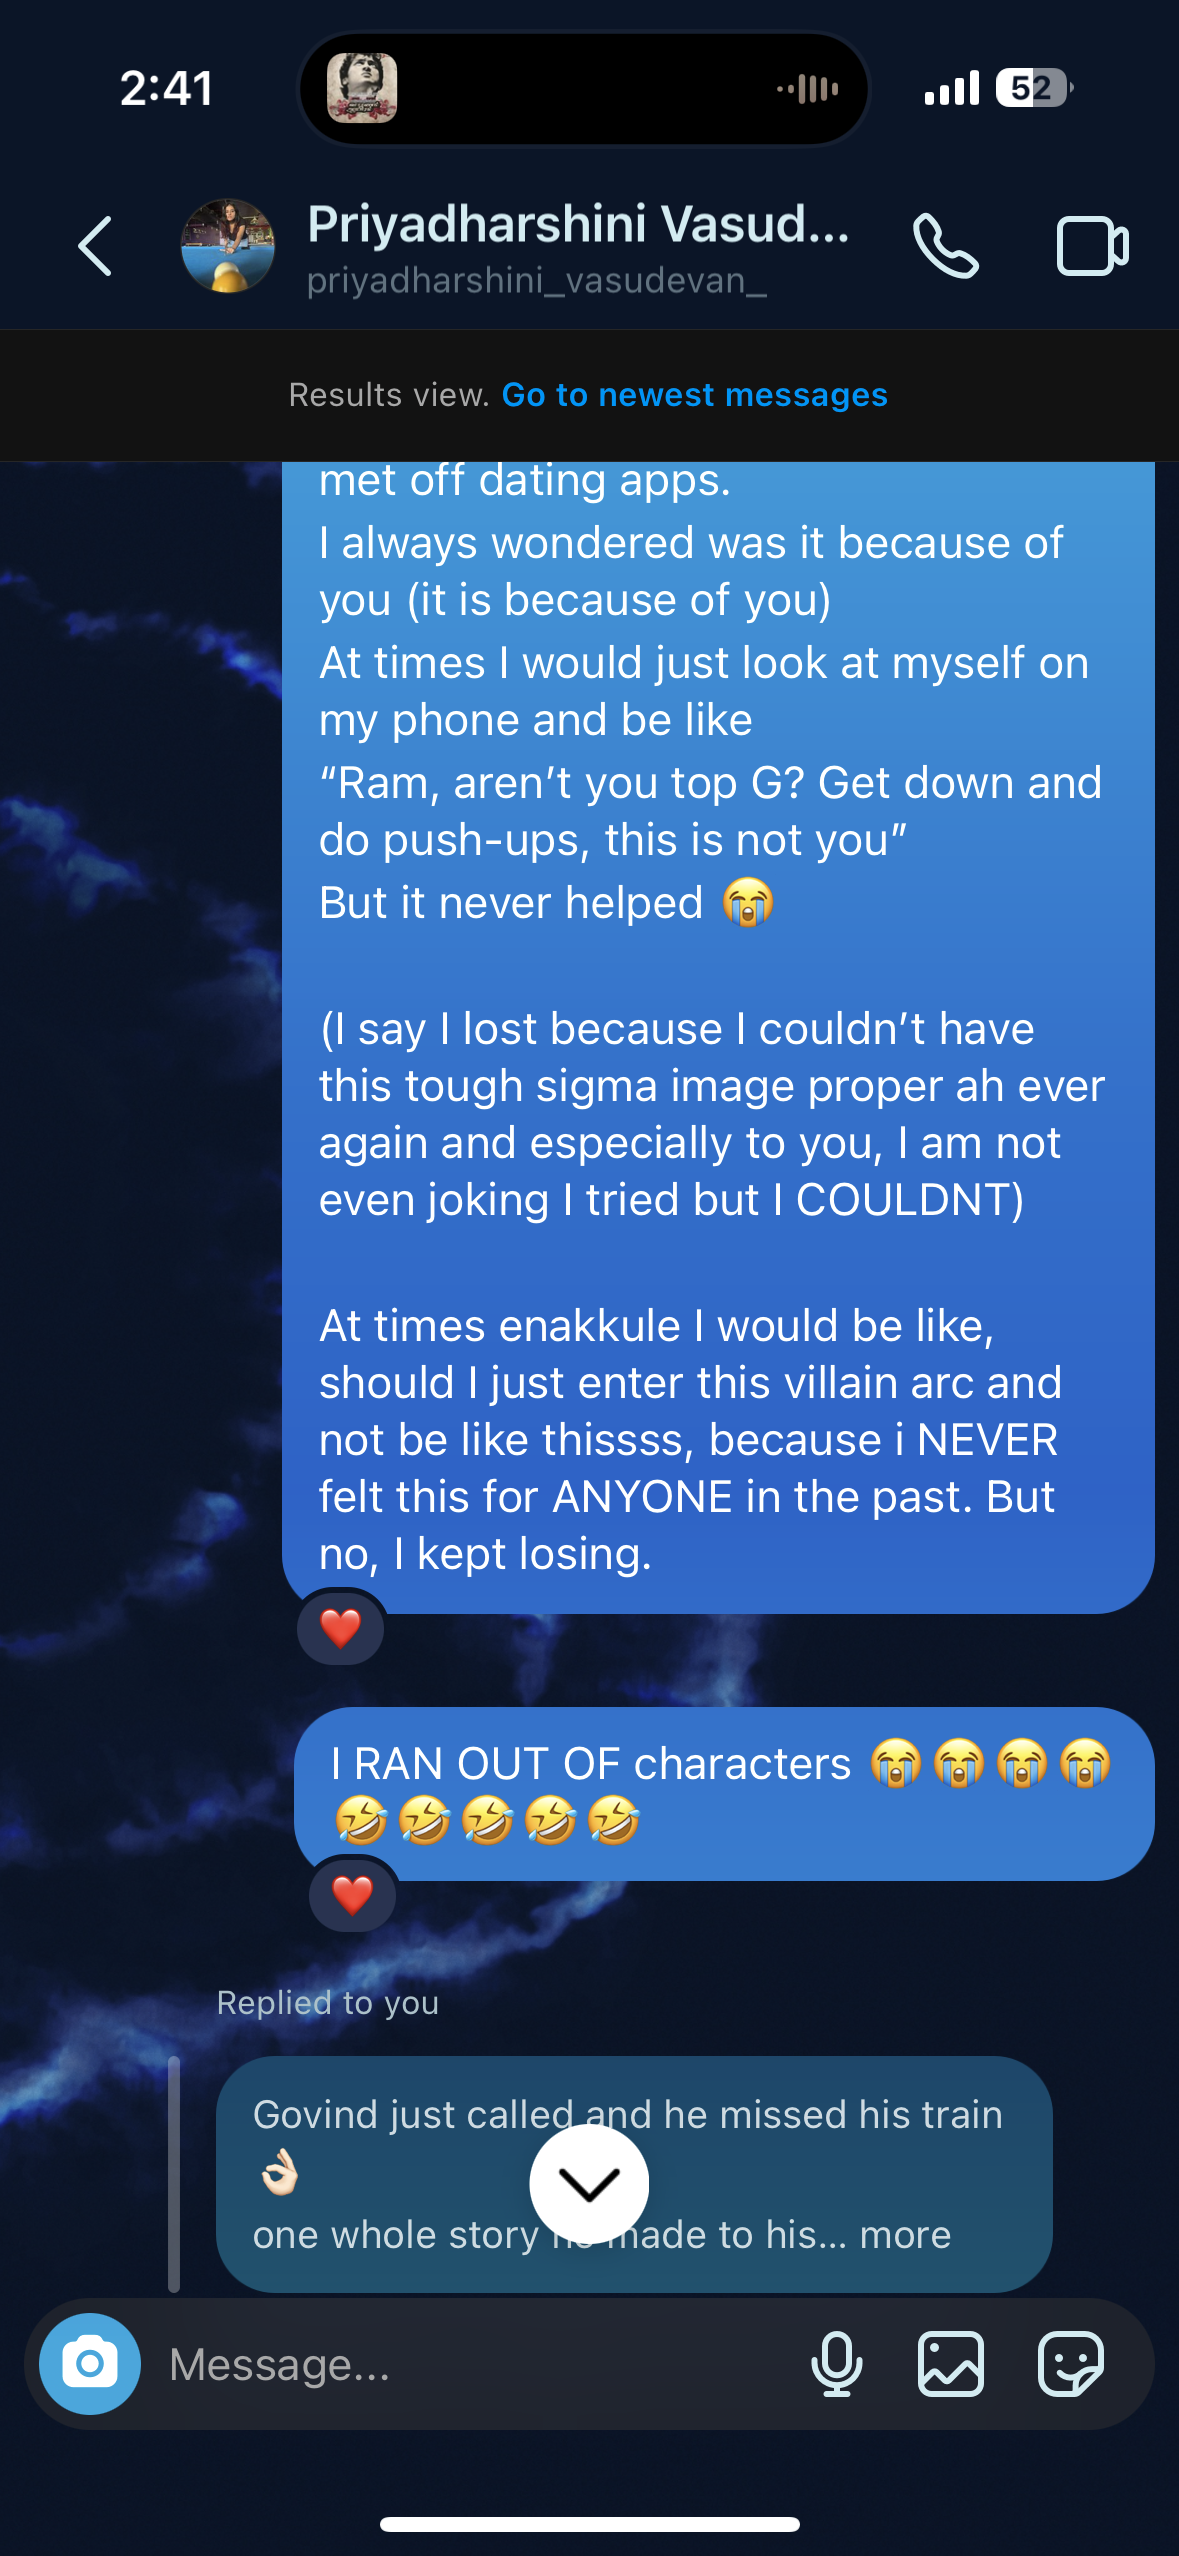 2:41
52
Priyadharshini Vasud...
priyadharshini_vasudevan_
Results view. Go to newest messages
met off dating apps.
I always wondered was it because of
you (it is because of you)
At times I would just look at myself on
my phone and be like
“Ram, aren’t you top G? Get down and
do push-ups, this is not you”
But it never helped 😭
(I say I lost because I couldn’t have
this tough sigma image proper ah ever
again and especially to you, I am not
even joking I tried but I COULDNT)
At times enakkule I would be like,
should I just enter this villain arc and
not be like thissss, because i NEVER
felt this for ANYONE in the past. But
no, I kept losing.
❤️
I RAN OUT OF characters 😭😭😭😭
🤣🤣🤣🤣🤣
❤️
Replied to you
Govind just called and he missed his train
👌🏻
one whole story made to his... more
Message...